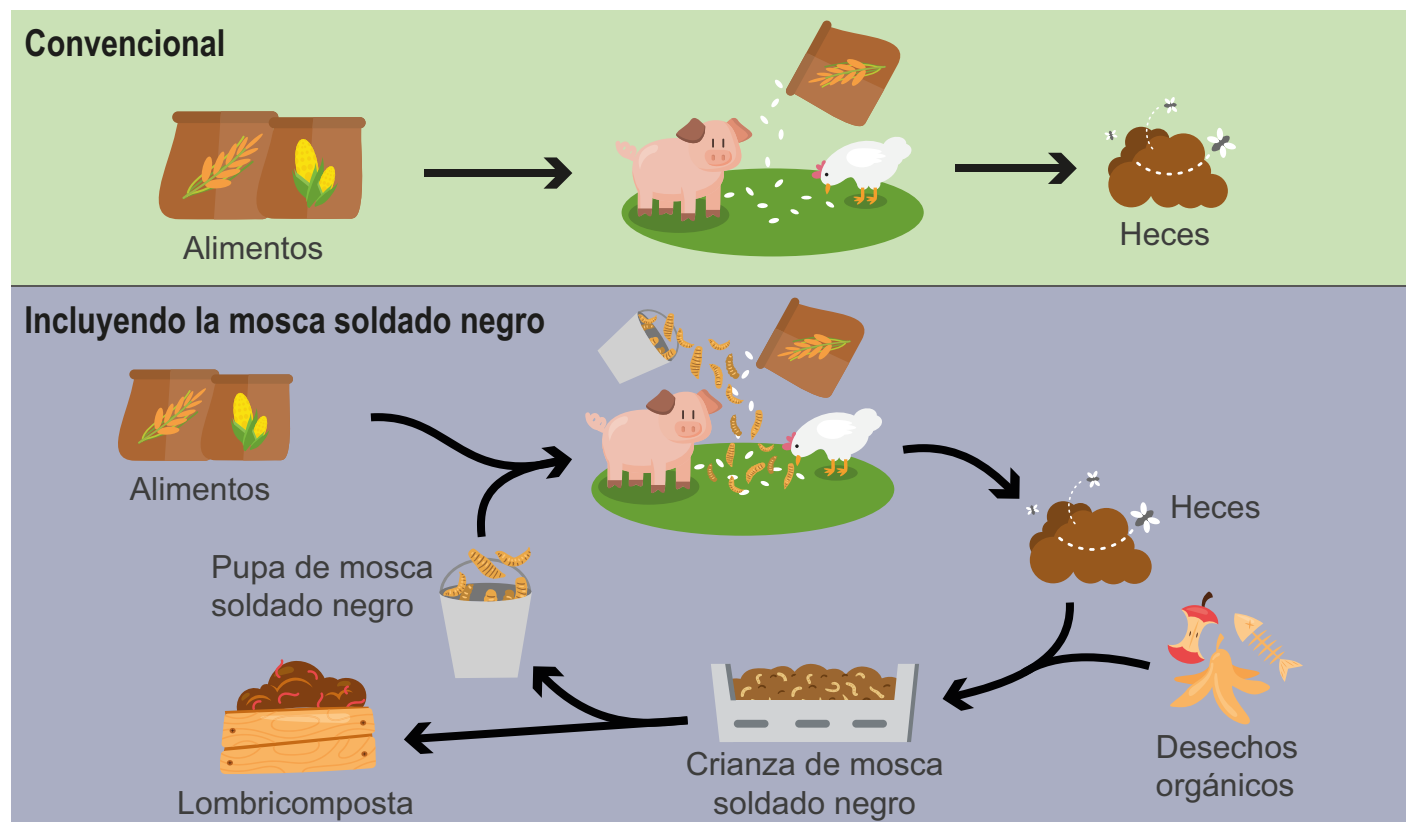 Convencional
Alimentos
Heces
Incluyendo la mosca soldado negro
Alimentos
Heces
Pupa de mosca
soldado negro
Lombricomposta
Crianza de mosca
soldado negro
Desechos
orgánicos